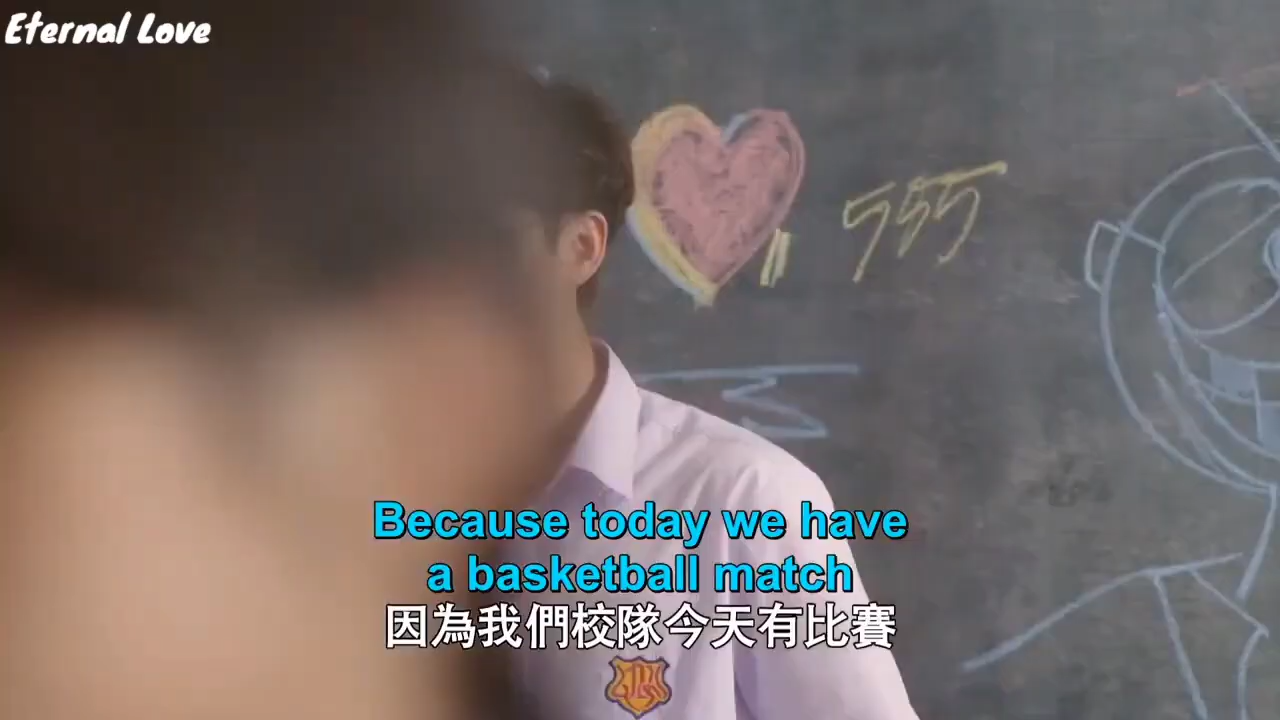 Eternal Love
555
Because today we have
a basketball match
因為我們校隊今天有比賽